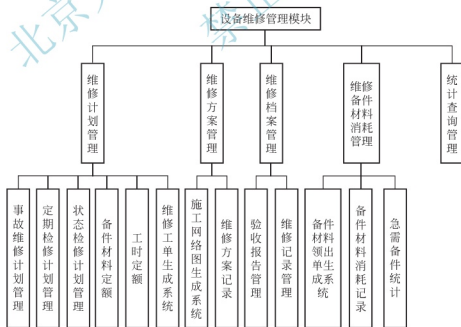 北京
禁止
设备维修管理模块
维修计划管理
维修方案管理
维修档案管理
维修备件材料消耗管理
统计查询管理
事故维修计划管理
定期检修计划管理
状态检修计划管理
备件材料定额
工时定额
维修工单生成系统
施工网络图生成系统
维修方案记录
验收报告管理
维修记录管理
备件材料领出单生成系统
备件材料消耗记录
急需备件统计